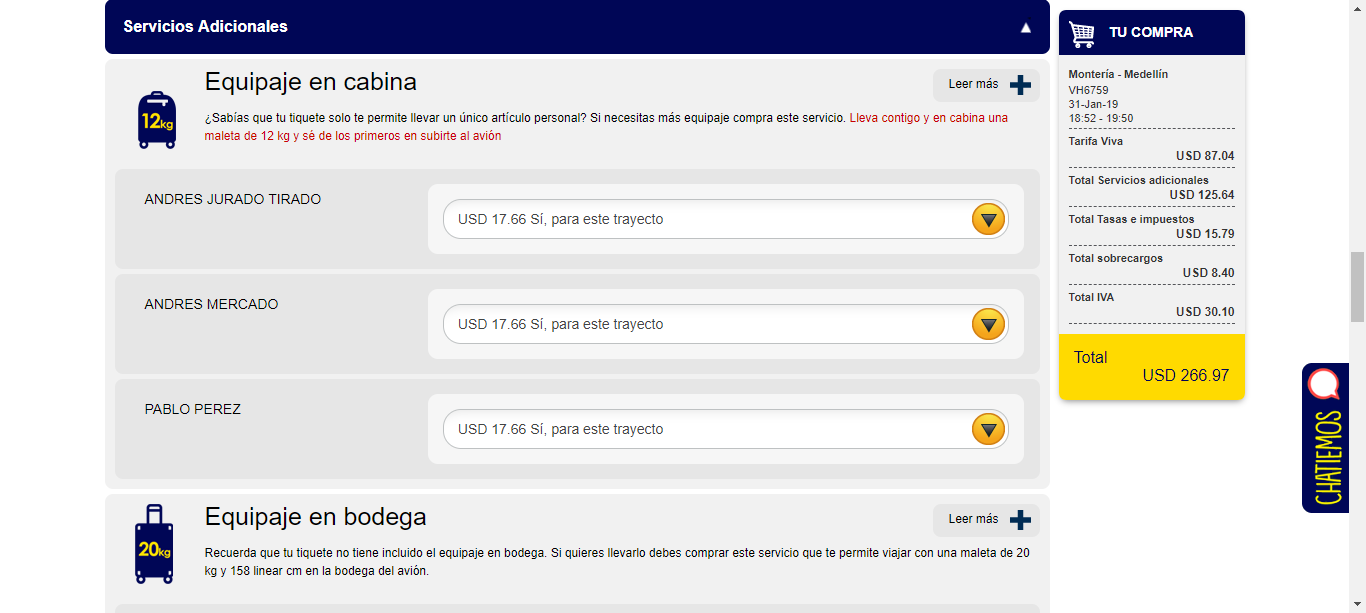 Servicios Adicionales
▲
Equipaje en cabina
Leer más
12kg
¿Sabías que tu tiquete solo te permite llevar un único artículo personal? Si necesitas más equipaje compra este servicio. Lleva contigo y en cabina una
maleta de 12 kg y sé de los primeros en subirte al avión
ANDRES JURADO TIRADO
USD 17.66 Sí, para este trayecto
ANDRES MERCADO
USD 17.66 Sí, para este trayecto
PABLO PEREZ
USD 17.66 Sí, para este trayecto
Equipaje en bodega
Leer más
20kg
Recuerda que tu tiquete no tiene incluido el equipaje en bodega. Si quieres llevarlo debes comprar este servicio que te permite viajar con una maleta de 20
kg y 158 linear cm en la bodega del avión.
TU COMPRA
Montería - Medellín
VH6759
31-Jan-19
18:52 - 19:50
Tarifa Viva
USD 87.04
Total Servicios adicionales
USD 125.64
Total Tasas e impuestos
USD 15.79
Total sobrecargos
USD 8.40
Total IVA
USD 30.10
Total
USD 266.97
CHATIEMOS